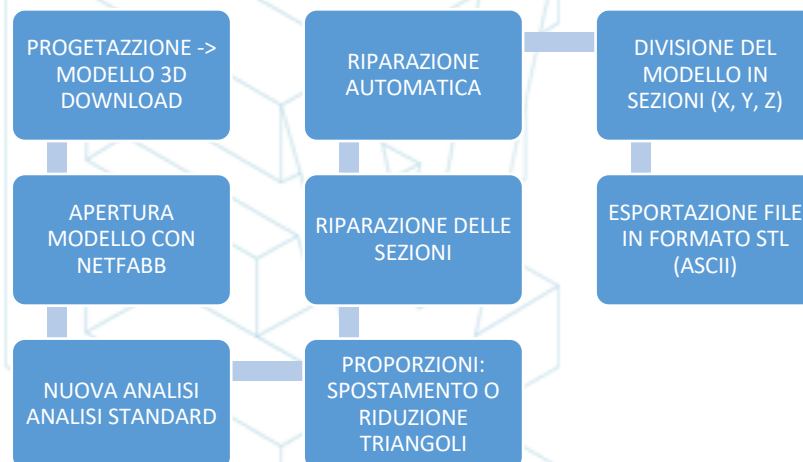 PROGETAZZIONE ->
MODELLO 3D
DOWNLOAD
APERTURA
MODELLO CON
NETFABB
NUOVA ANALISI
ANALISI STANDARD
PROPORZIONI:
SPOSTAMENTO O
RIDUZIONE
TRIANGOLI
RIPARAZIONE DELLE
SEZIONI
RIPARAZIONE
AUTOMATICA
DIVISIONE DEL
MODELLO IN
SEZIONI (X, Y, Z)
ESPORTAZIONE FILE
IN FORMATO STL
(ASCII)